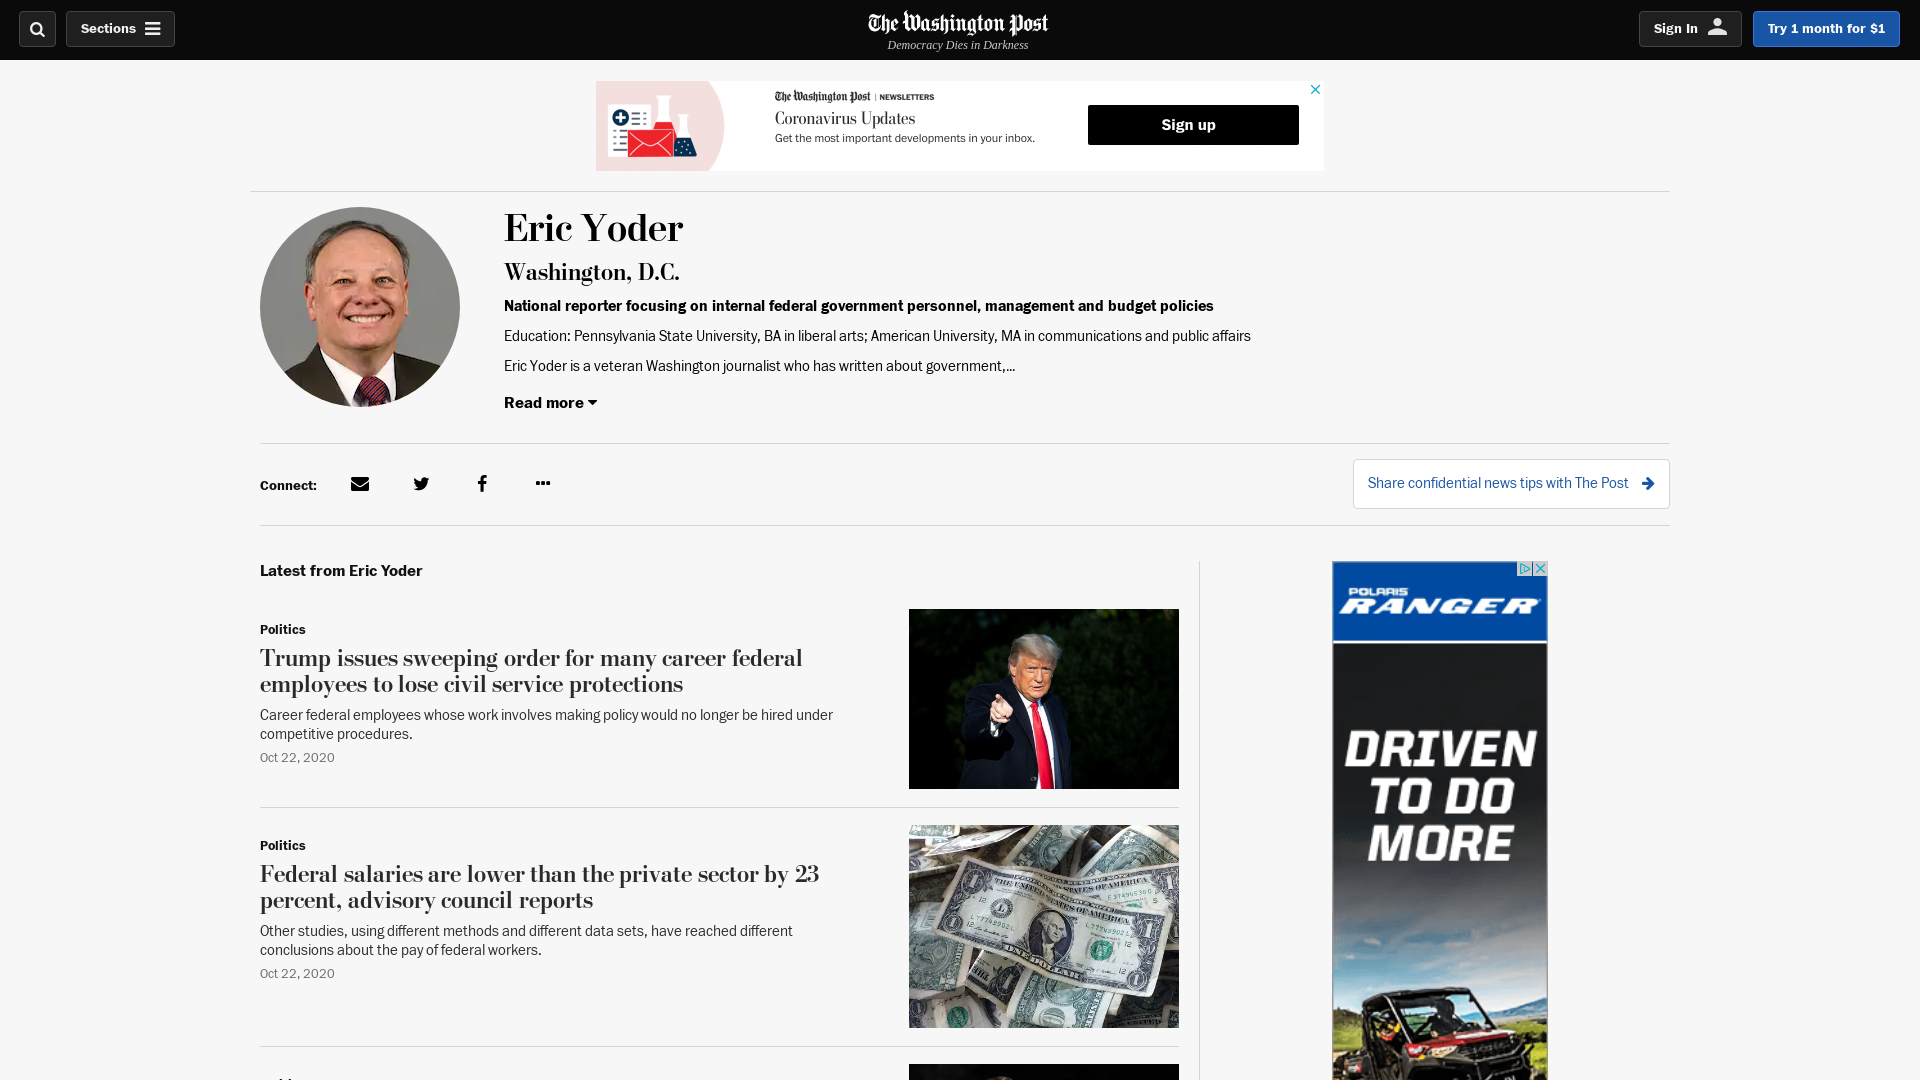 Sections
The Washington Post
Democracy Dies in Darkness
Sign In
Try 1 month for $1
The Washington Post | NEWSLETTERS
Coronavirus Updates
Get the most important developments in your inbox.
Sign up
Eric Yoder
Washington, D.C.
National reporter focusing on internal federal government personnel, management and budget policies
Education: Pennsylvania State University, BA in liberal arts; American University, MA in communications and public affairs
Eric Yoder is a veteran Washington journalist who has written about government,...
Read more
Connect:
Share confidential news tips with The Post
Latest from Eric Yoder
Politics
Trump issues sweeping order for many career federal
employees to lose civil service protections
Career federal employees whose work involves making policy would no longer be hired under
competitive procedures.
Oct 22, 2020
Politics
Federal salaries are lower than the private sector by 23
percent, advisory council reports
Other studies, using different methods and different data sets, have reached different
conclusions about the pay of federal workers.
Oct 22, 2020
POLARIS
RANGER
DRIVEN
TO DO
MORE